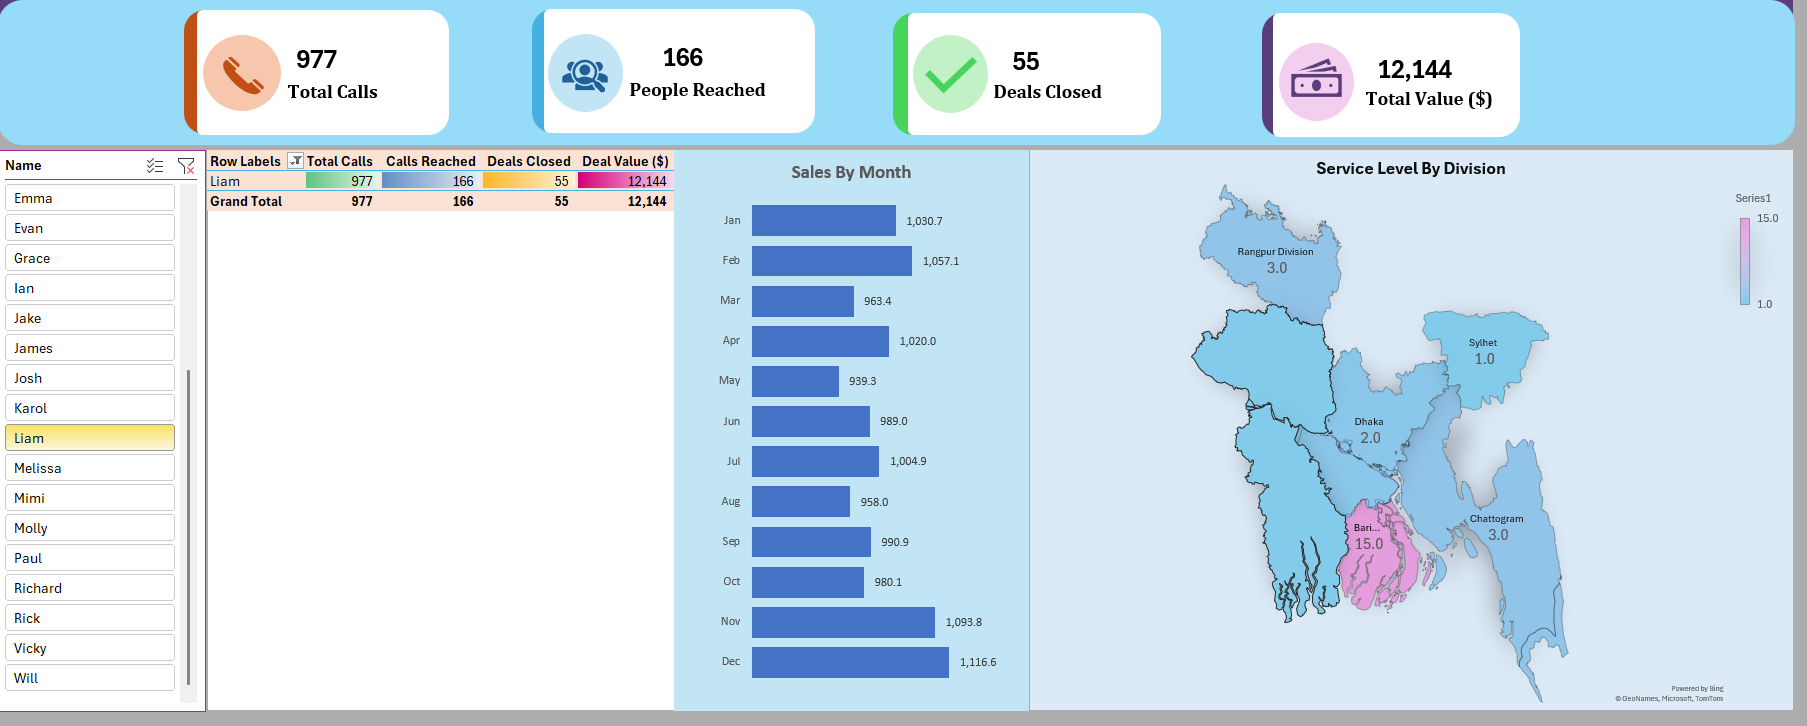 977
Total Calls
166
People Reached
55
Deals Closed
12,144
Total Value ($)
Name
Emma
Evan
Grace
Ian
Jake
James
Josh
Karol
Liam
Melissa
Mimi
Molly
Paul
Richard
Rick
Vicky
Will
Row Labels Total Calls Calls Reached Deals Closed Deal Value ($)
Liam 977 166 55 12,144
Grand Total 977 166 55 12,144
Sales By Month
Jan 1,030.7
Feb 1,057.1
Mar 963.4
Apr 1,020.0
May 939.3
Jun 989.0
Jul 1,004.9
Aug 958.0
Sep 990.9
Oct 980.1
Nov 1,093.8
Dec 1,116.6
Service Level By Division
Series1
15.0
1.0
Rangpur Division
3.0
Sylhet
1.0
Dhaka
2.0
Bari...
15.0
Chattogram
3.0
Powered by Bing
© GeoNames, Microsoft, TomTom